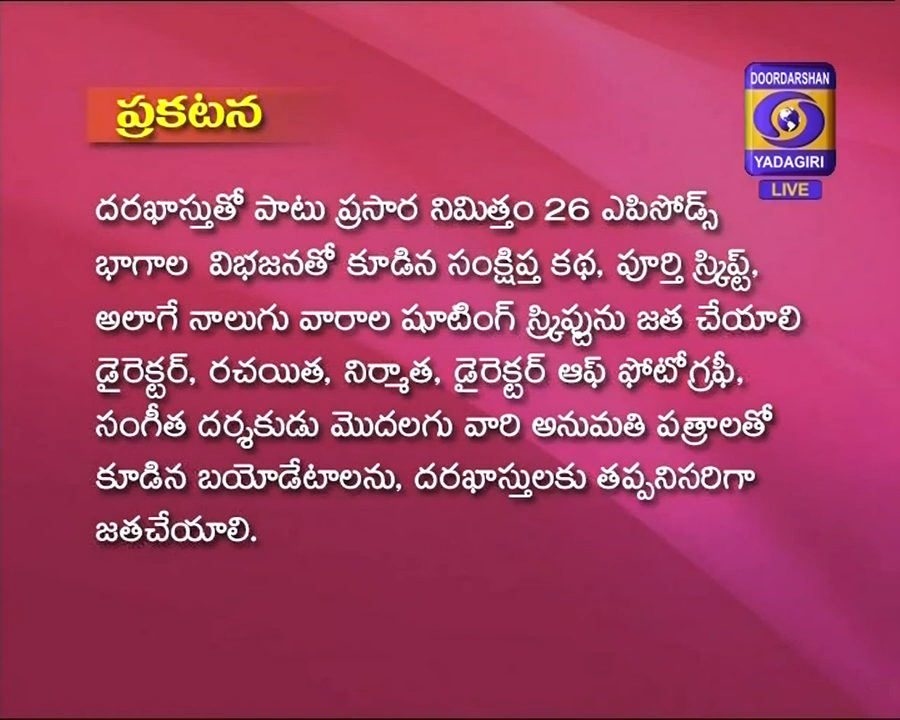 ప్రకటన
DOORDARSHAN
YADAGIRI
LIVE
దరఖాస్తుతో పాటు ప్రసార నిమిత్తం 26 ఎపిసోడ్స్
భాగాల విభజనతో కూడిన సంక్షిప్త కథ, పూర్తి స్క్రిప్ట్,
అలాగే నాలుగు వారాల షూటింగ్ స్క్రిప్టును జత చేయాలి
డైరెక్టర్, రచయిత, నిర్మాత, డైరెక్టర్ ఆఫ్ ఫోటోగ్రఫీ,
సంగీత దర్శకుడు మొదలగు వారి అనుమతి పత్రాలతో
కూడిన బయోడేటాలను, దరఖాస్తులకు తప్పనిసరిగా
జతచేయాలి.